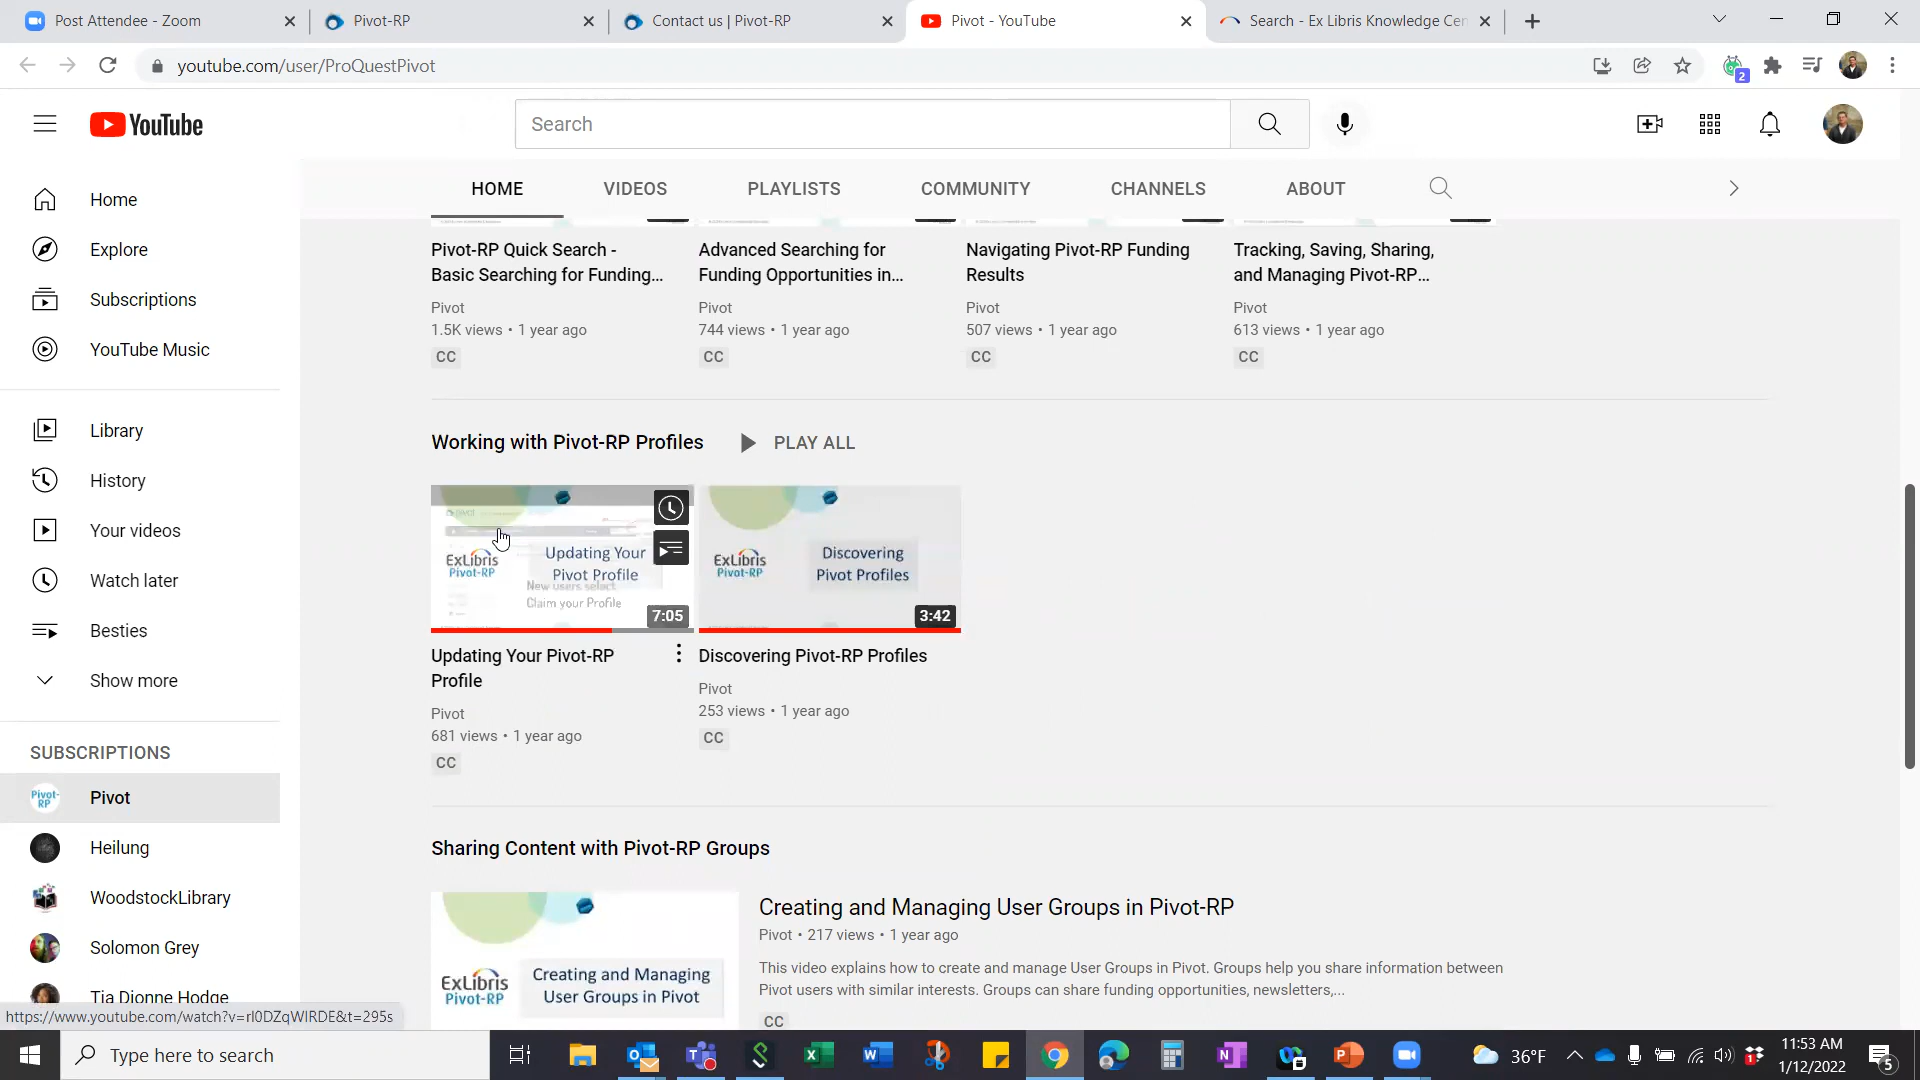 Post Attendee - Zoom
Pivot-RP
Contact us | Pivot-RP
Pivot - YouTube
Search - Ex Libris Knowledge Cen
youtube.com/user/ProQuestPivot
2
YouTube
Search
HOME
VIDEOS
PLAYLISTS
COMMUNITY
CHANNELS
ABOUT
Home
Explore
Subscriptions
YouTube Music
Library
History
Your videos
Watch later
Besties
Show more
SUBSCRIPTIONS
Pivot-RP
Pivot
Heilung
WoodstockLibrary
Solomon Grey
Tia Dionne Hodge
Pivot-RP Quick Search -
Basic Searching for Funding...
Pivot
1.5K views • 1 year ago
CC
Advanced Searching for
Funding Opportunities in...
Pivot
744 views • 1 year ago
CC
Navigating Pivot-RP Funding
Results
Pivot
507 views • 1 year ago
CC
Tracking, Saving, Sharing,
and Managing Pivot-RP...
Pivot
613 views • 1 year ago
CC
Working with Pivot-RP Profiles
PLAY ALL
ExLibris
Pivot-RP
Updating Your
Pivot Profile
New users select
Claim your Profile
7:05
ExLibris
Pivot-RP
Discovering
Pivot Profiles
3:42
Updating Your Pivot-RP
Profile
Pivot
681 views • 1 year ago
CC
Discovering Pivot-RP Profiles
Pivot
253 views • 1 year ago
CC
Sharing Content with Pivot-RP Groups
ExLibris
Pivot-RP
Creating and Managing
User Groups in Pivot
Creating and Managing User Groups in Pivot-RP
Pivot • 217 views • 1 year ago
This video explains how to create and manage User Groups in Pivot. Groups help you share information between
Pivot users with similar interests. Groups can share funding opportunities, newsletters,...
CC
https://www.youtube.com/watch?v=rI0DZqWIRDE&t=295s
Type here to search
36°F
11:53 AM
1/12/2022
5